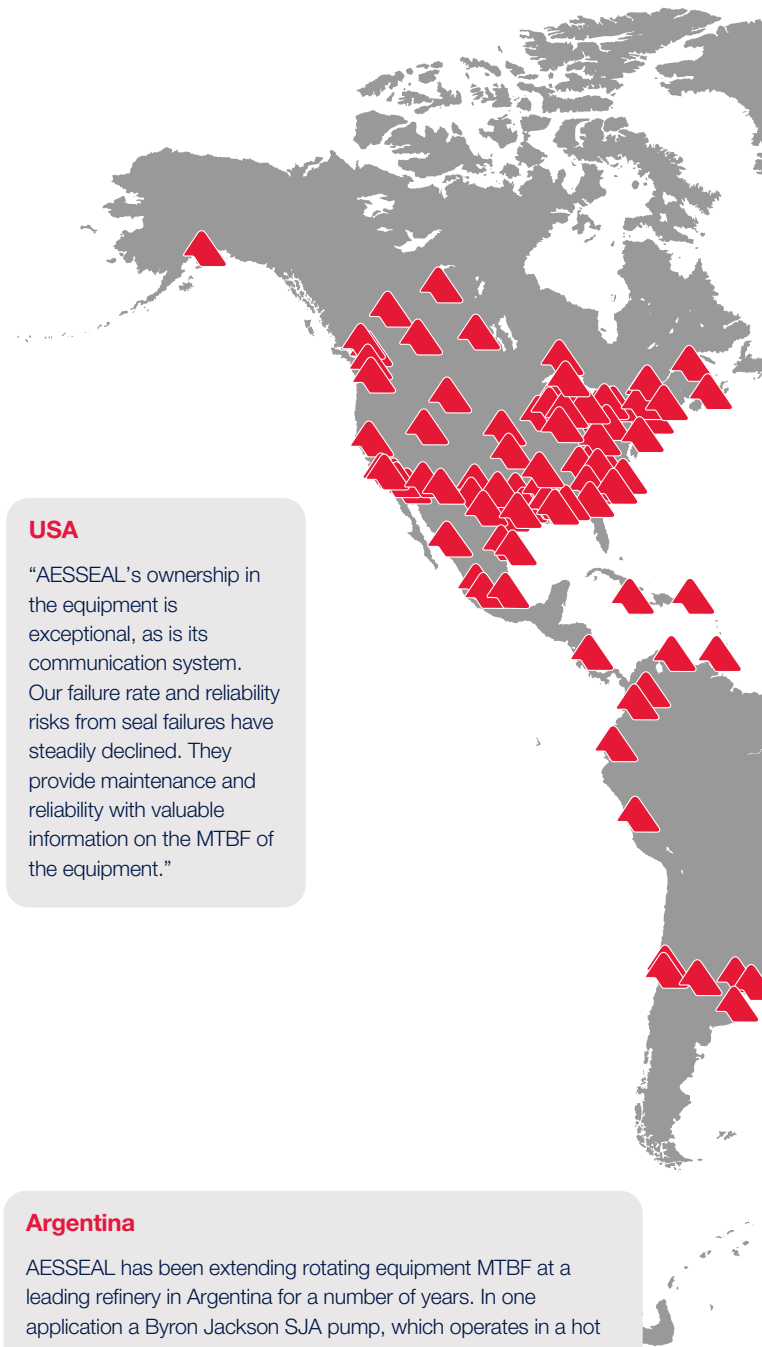 USA
“AESSEAL’s ownership in
the equipment is
exceptional, as is its
communication system.
Our failure rate and reliability
risks from seal failures have
steadily declined. They
provide maintenance and
reliability with valuable
information on the MTBF of
the equipment.”
Argentina
AESSEAL has been extending rotating equipment MTBF at a
leading refinery in Argentina for a number of years. In one
application a Byron Jackson SJA pump, which operates in a hot